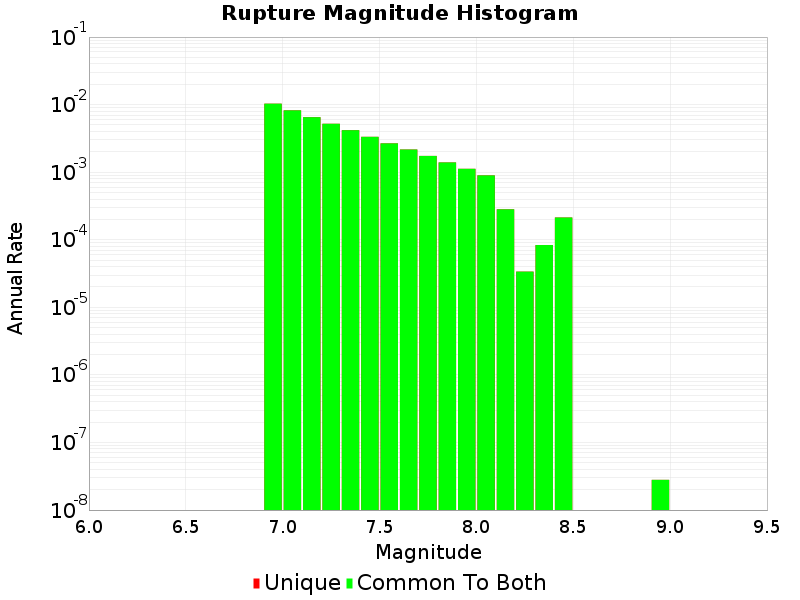 Rupture Magnitude Histogram
10^-1
10^-2
10^-3
10^-4
10^-5
10^-6
10^-7
10^-8
Annual Rate
6.0 6.5 7.0 7.5 8.0 8.5 9.0 9.5
Magnitude
Unique Common To Both